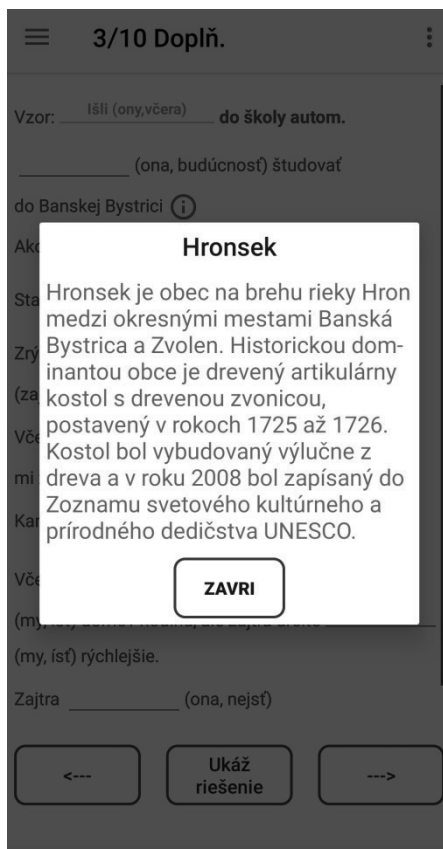 3/10 Doplň.
Vzor: Išli (ony,včera) do školy autom.
(ona, budúcnosť) študovať
do Banskej Bystrici
Hronsek
Hronsek je obec na brehu rieky Hron
medzi okresnými mestami Banská
Bystrica a Zvolen. Historickou dom-
inantou obce je drevený artikulárny
kostol s drevenou zvonicou,
postavený v rokoch 1725 až 1726.
Kostol bol vybudovaný výlučne z
dreva a v roku 2008 bol zapísaný do
Zoznamu svetového kultúrneho a
prírodného dedičstva UNESCO.
ZAVRI
(my, ísť) rýchlejšie.
Zajtra (ona, nejsť)
<---
Ukáž
riešenie
--->